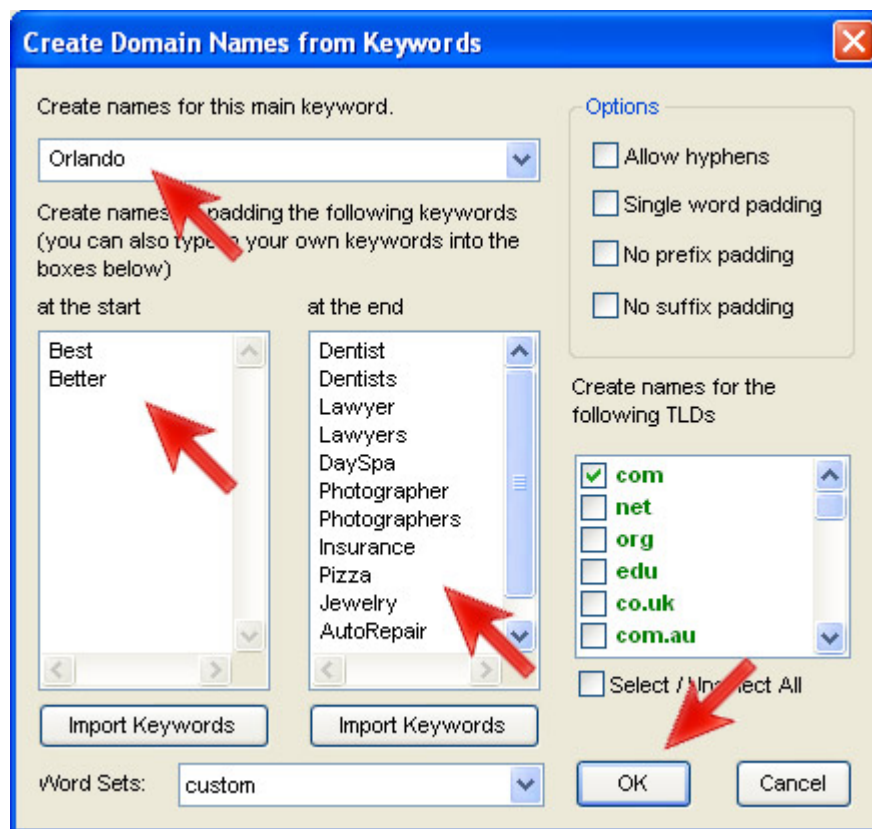 Create Domain Names from Keywords
Create names for this main keyword.
Orlando
Create names padding the following keywords
(you can also type your own keywords into the
boxes below)
at the start
Best
Better
Import Keywords
at the end
Dentist
Dentists
Lawyer
Lawyers
DaySpa
Photographer
Photographers
Insurance
Pizza
Jewelry
AutoRepair
Import Keywords
Word Sets:
custom
Options
Allow hyphens
Single word padding
No prefix padding
No suffix padding
Create names for the
following TLDs
com
net
org
edu
co.uk
com.au
Select / All
OK
Cancel